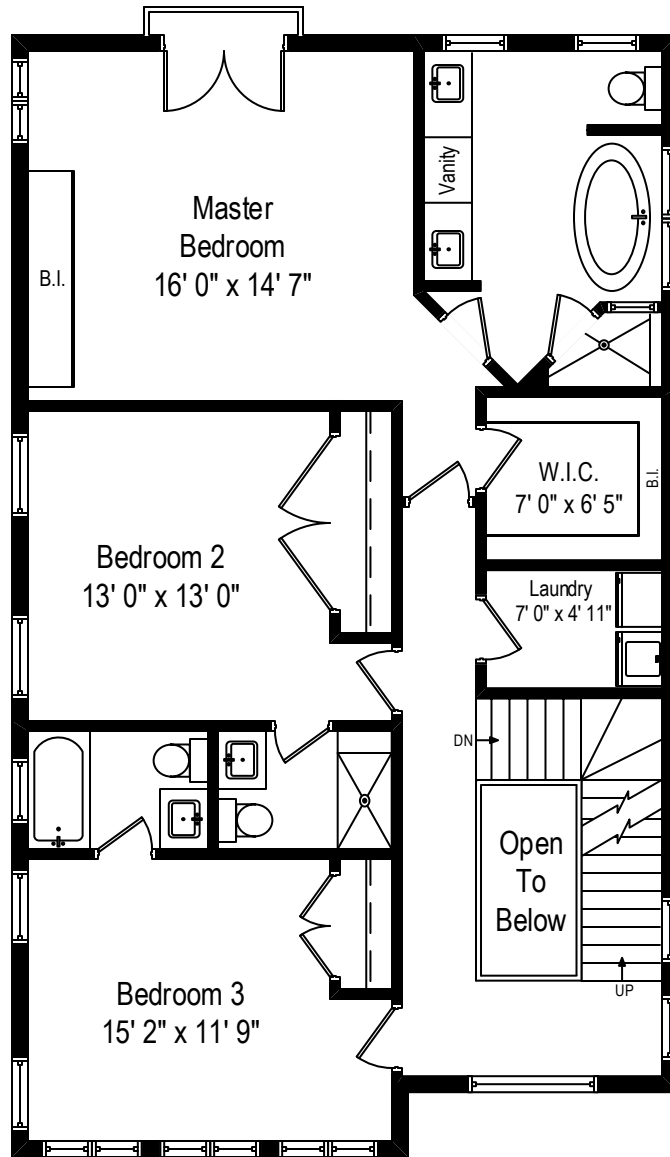 Master
Bedroom
16' 0" x 14' 7"
B.I.
Vanity
W.I.C.
7' 0" x 6' 5"
B.I.
Bedroom 2
13' 0" x 13' 0"
Laundry
7' 0" x 4' 11"
DN
Open
To
Below
UP
Bedroom 3
15' 2" x 11' 9"